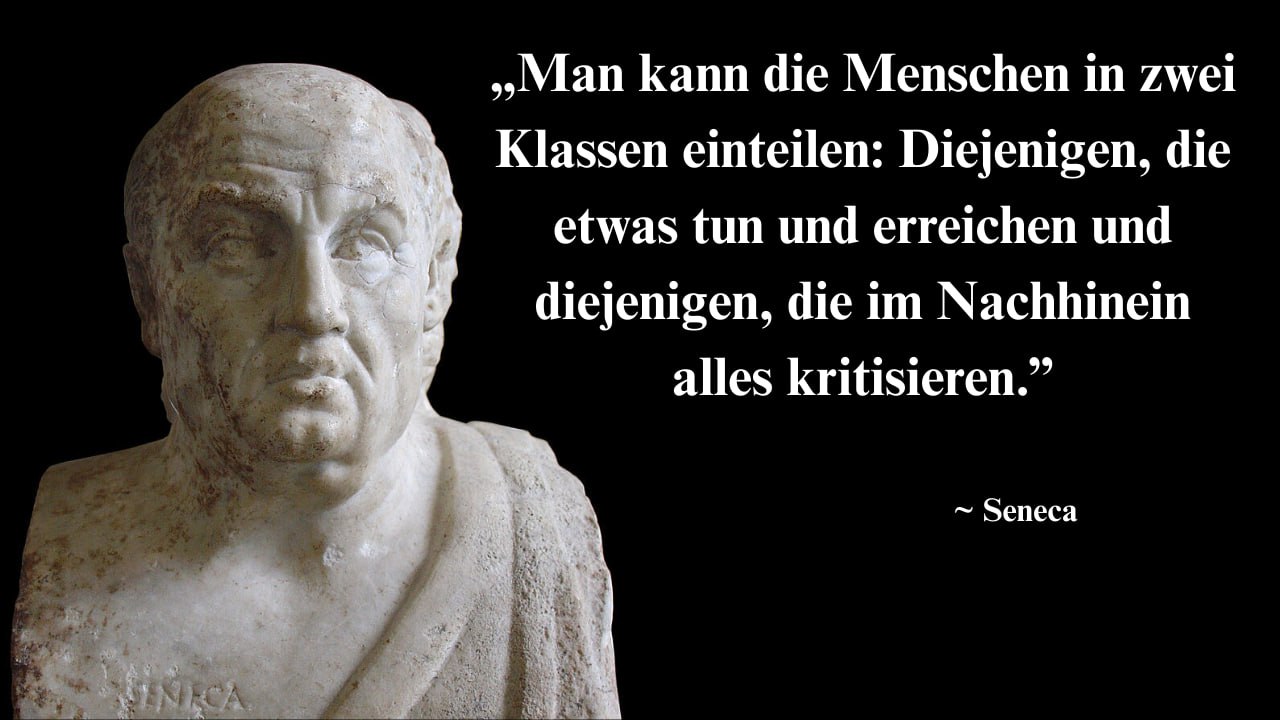 „Man kann die Menschen in zwei
Klassen einteilen: Diejenigen, die
etwas tun und erreichen und
diejenigen, die im Nachhinein
alles kritisieren.”
~ Seneca
SENECA